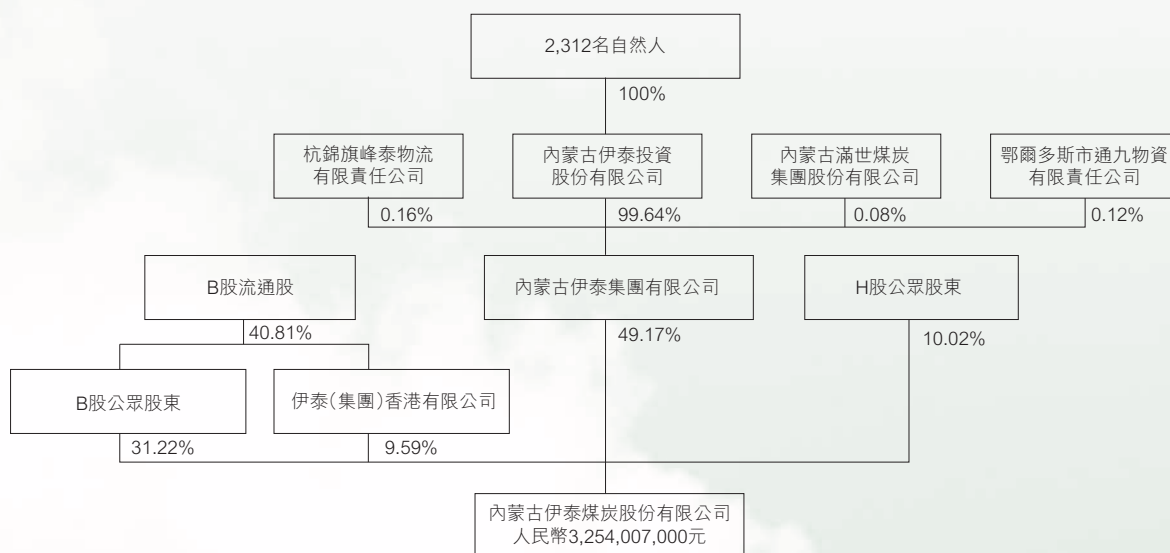 2,312名自然人
100%
杭錦旗峰泰物流
有限責任公司
內蒙古伊泰投資
股份有限公司
內蒙古滿世煤炭
集團股份有限公司
鄂爾多斯市通九物資
有限責任公司
0.16%
99.64%
0.08%
0.12%
B股流通股
內蒙古伊泰集團有限公司
H股公眾股東
40.81%
49.17%
10.02%
B股公眾股東
伊泰(集團)香港有限公司
31.22%
9.59%
內蒙古伊泰煤炭股份有限公司
人民幣3,254,007,000元